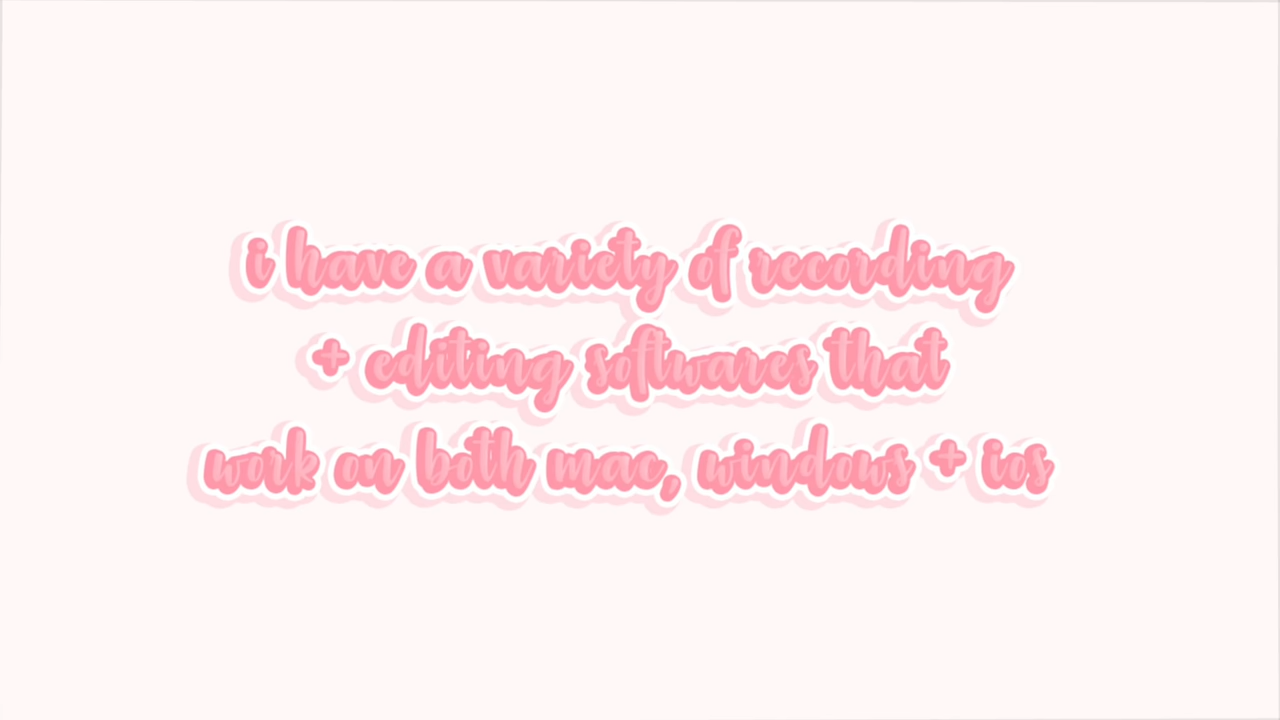 i have a variety of recording
+ editing softwares that
work on both mac, windows + ios